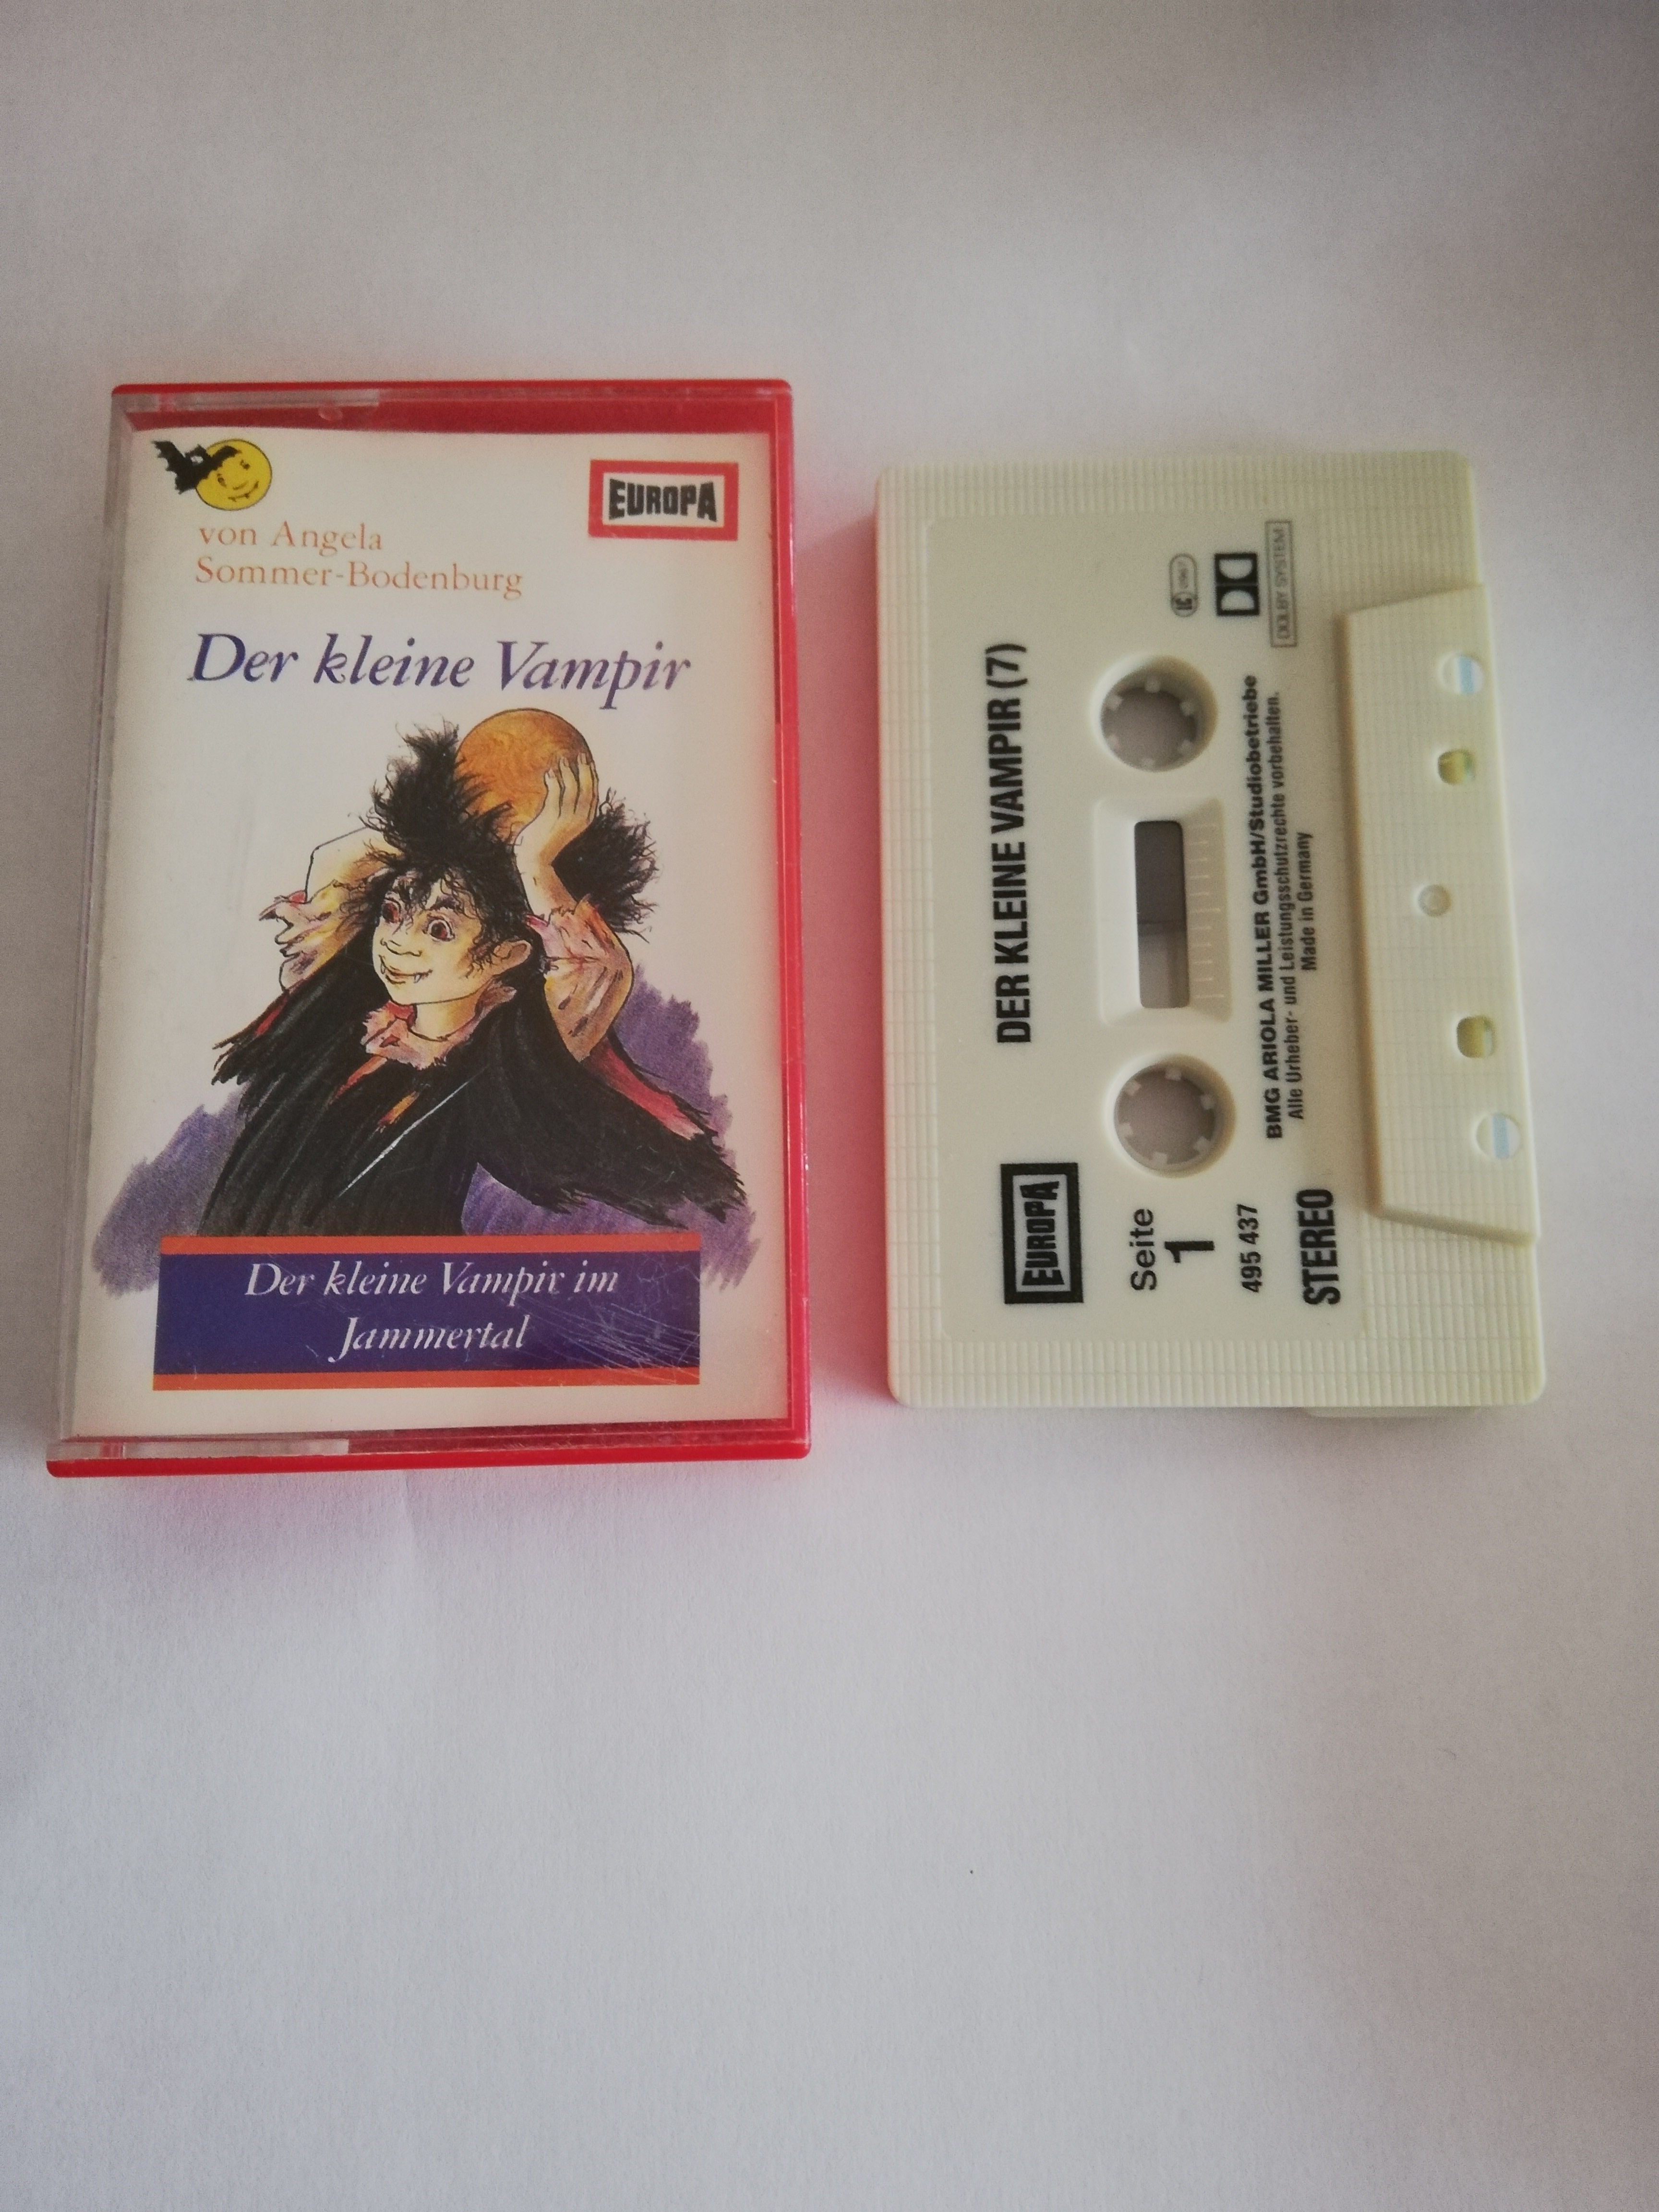 EUROPA
von Angela
Sommer-Bodenburg
Der kleine Vampir
Der kleine Vampir im
Jammertal
DER KLEINE VAMPIR (7)
EUROPA
Seite
1
495 437
STEREO
BMG ARIOLA MILLER GmbH/Studiobetriebe
Alle Urheber- und Leistungsschutzrechte vorbehalten.
Made in Germany
DOLBY SYSTEM